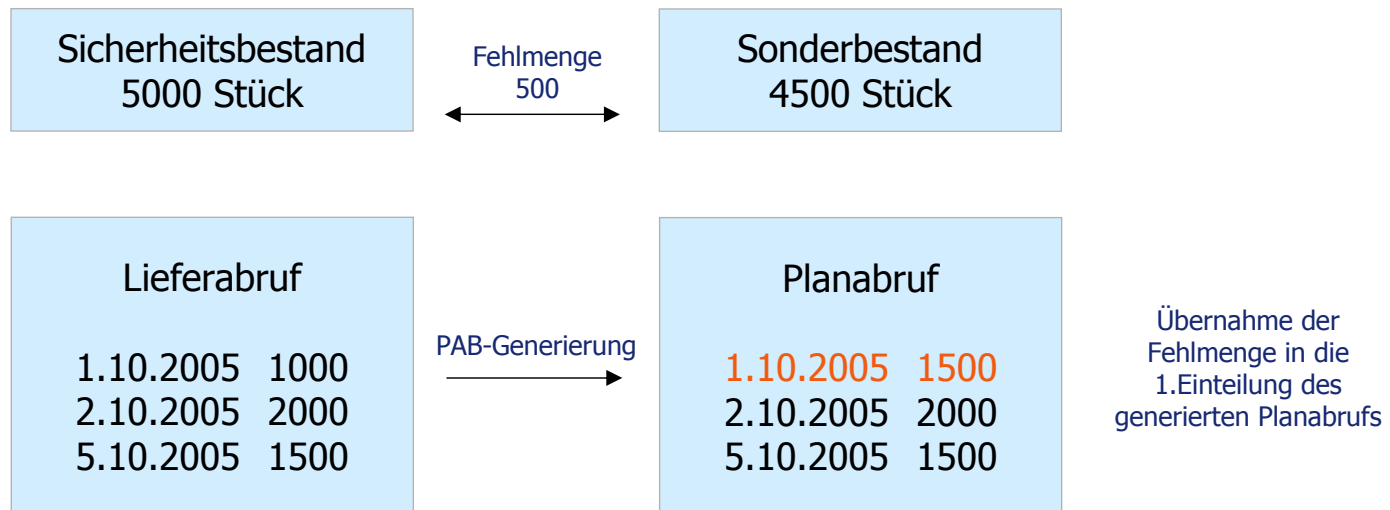 Sicherheitsbestand
5000 Stück
Fehlmenge
500
Sonderbestand
4500 Stück
Lieferabruf
1.10.2005 1000
2.10.2005 2000
5.10.2005 1500
PAB-Generierung
Planabruf
1.10.2005 1500
2.10.2005 2000
5.10.2005 1500
Übernahme der
Fehlmenge in die
1.Einteilung des
generierten Planabrufs